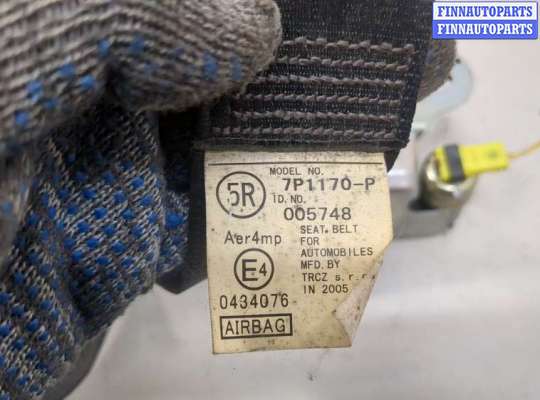 FINNAUTOPARTS
FINNAUTOPARTS
MODEL NO.
5R 7P1170-P
ID.NO.
005748
Aer4mp
SEAT BELT
FOR
AUTOMOBILES
MFD. BY
TRCZ s.r.
IN 2005
E4
0434076
AIRBAG